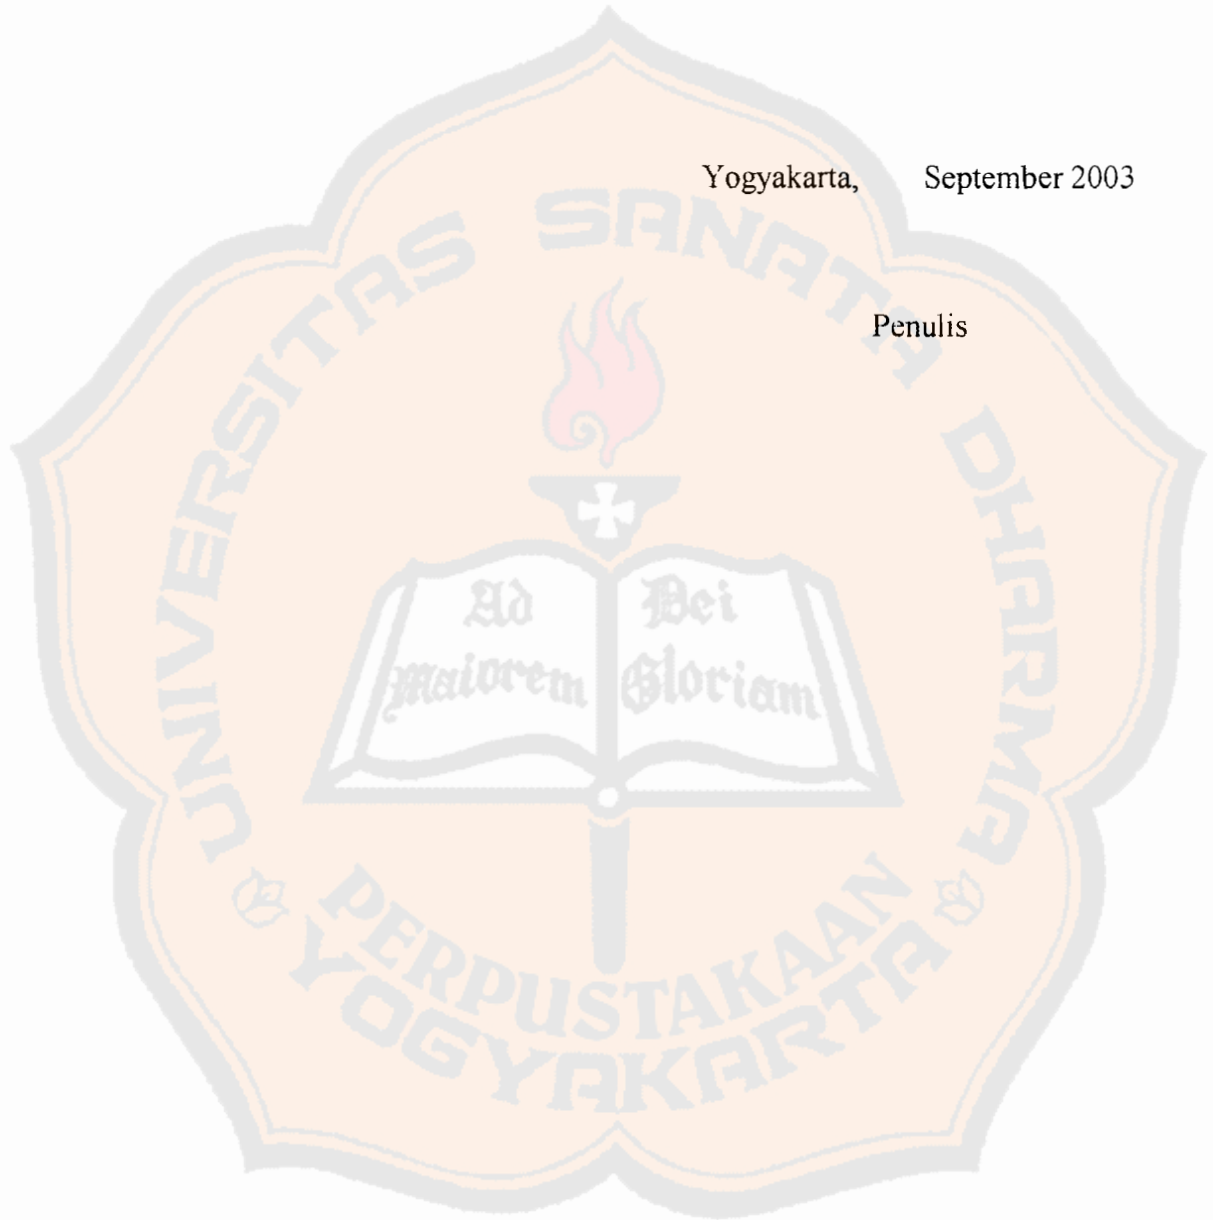 Yogyakarta, September 2003
Penulis
UNIVERSITAS SANATA DHARMA
Ad Dei
Maiorem Gloriam
PERPUSTAKAAN
YOGYAKARTA